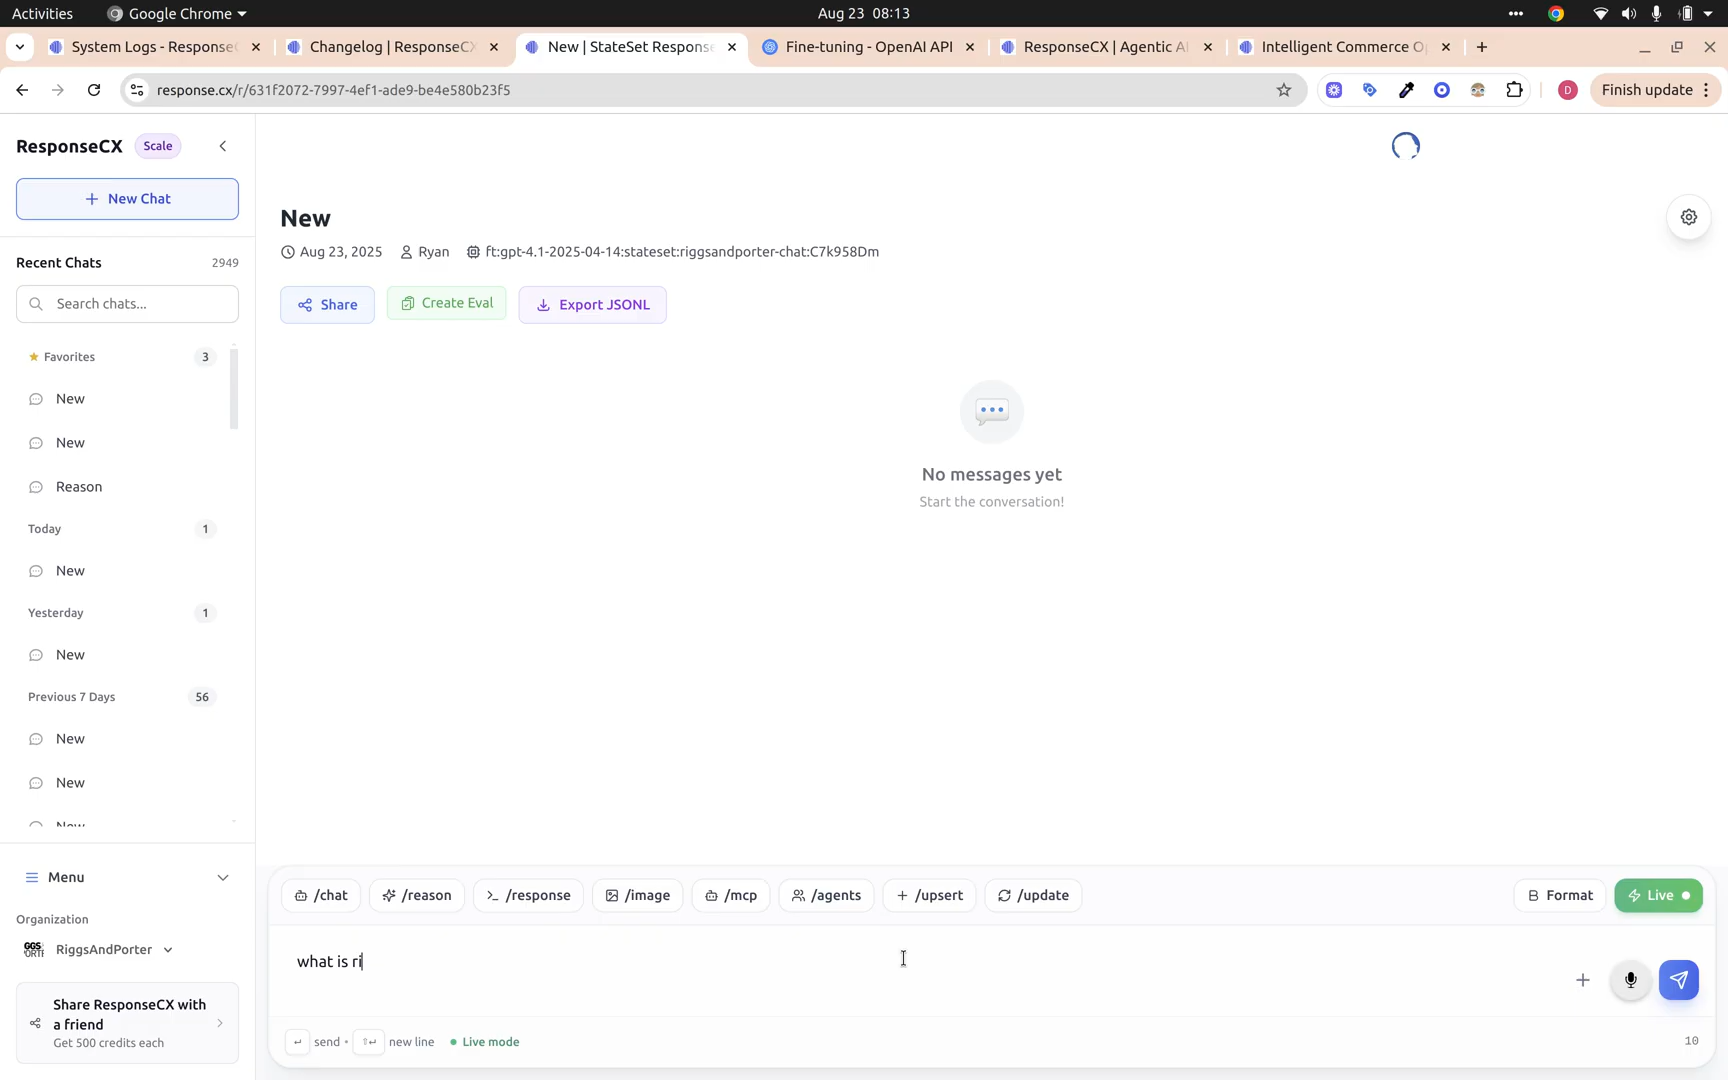 Activities
Google Chrome
Aug 23 08:13
System Logs - Response
Changelog | ResponseCX
New | StateSet Response
Fine-tuning - OpenAI API
ResponseCX | Agentic AI
Intelligent Commerce Op
response.cx/r/631f2072-7997-4ef1-ade9-be4e580b23f5
D
Finish update
ResponseCX
Scale
New Chat
Recent Chats
2949
Search chats...
Favorites
3
New
New
Reason
Today
1
New
Yesterday
1
New
Previous 7 Days
56
New
New
New
Menu
Organization
RiggsAndPorter
Share ResponseCX with
a friend
Get 500 credits each
New
Aug 23, 2025
Ryan
ft:gpt-4.1-2025-04-14:stateset:riggsandporter-chat:C7k958Dm
Share
Create Eval
Export JSONL
No messages yet
Start the conversation!
/chat
/reason
/response
/image
/mcp
/agents
/upsert
/update
B Format
Live
what is ri
send •
new line
Live mode
10